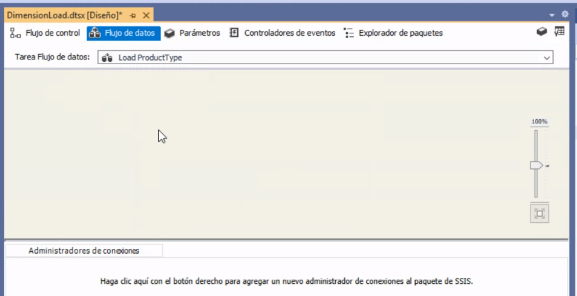 DimensionLoad.dtsx [Diseño]*
Flujo de control Flujo de datos Parámetros Controladores de eventos Explorador de paquetes
Tarea Flujo de datos: Load ProductType
100%
Administradores de conexiones
Haga clic aquí con el botón derecho para agregar un nuevo administrador de conexiones al paquete de SSIS.